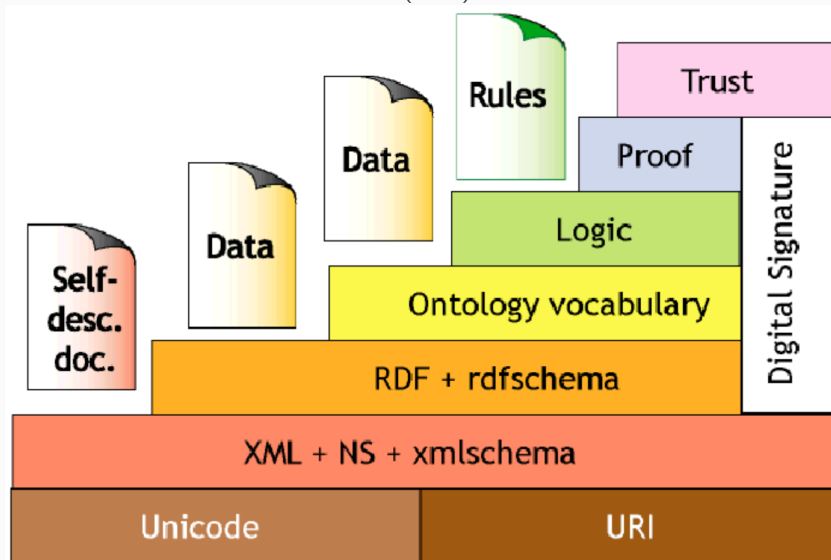 Trust
Rules
Proof
Data
Logic
Data
Digital Signature
Self-
desc.
doc.
Ontology vocabulary
RDF + rdfschema
XML + NS + xmlschema
Unicode
URI